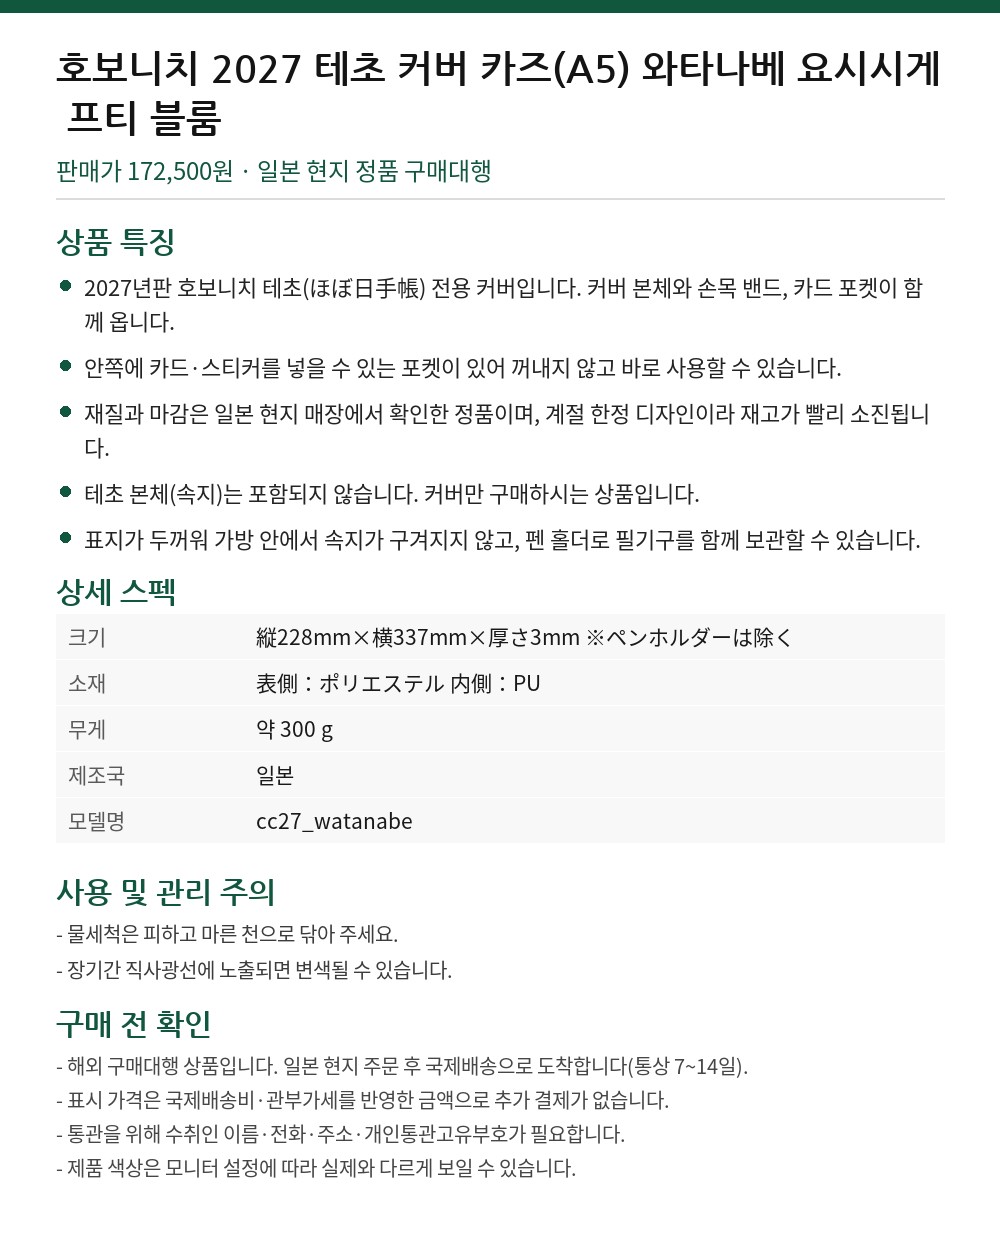 호보니치 2027 테초 커버 카즈(A5) 와타나베 요시시게
프티 블룸
판매가 172,500원 · 일본 현지 정품 구매대행
상품 특징
● 2027년판 호보니치 테초(ほぼ日手帳) 전용 커버입니다. 커버 본체와 손목 밴드, 카드 포켓이 함
께 옵니다.
● 안쪽에 카드·스티커를 넣을 수 있는 포켓이 있어 꺼내지 않고 바로 사용할 수 있습니다.
● 재질과 마감은 일본 현지 매장에서 확인한 정품이며, 계절 한정 디자인이라 재고가 빨리 소진됩니
다.
● 테초 본체(속지)는 포함되지 않습니다. 커버만 구매하시는 상품입니다.
● 표지가 두꺼워 가방 안에서 속지가 구겨지지 않고, 펜 홀더로 필기구를 함께 보관할 수 있습니다.
상세 스펙
크기 縦228mm×横337mm×厚さ3mm ※ペンホルダーは除く
소재 表側：ポリエステル 内側：PU
무게 약 300 g
제조국 일본
모델명 cc27_watanabe
사용 및 관리 주의
- 물세척은 피하고 마른 천으로 닦아 주세요.
- 장기간 직사광선에 노출되면 변색될 수 있습니다.
구매 전 확인
- 해외 구매대행 상품입니다. 일본 현지 주문 후 국제배송으로 도착합니다(통상 7~14일).
- 표시 가격은 국제배송비·관부가세를 반영한 금액으로 추가 결제가 없습니다.
- 통관을 위해 수취인 이름·전화·주소·개인통관고유부호가 필요합니다.
- 제품 색상은 모니터 설정에 따라 실제와 다르게 보일 수 있습니다.